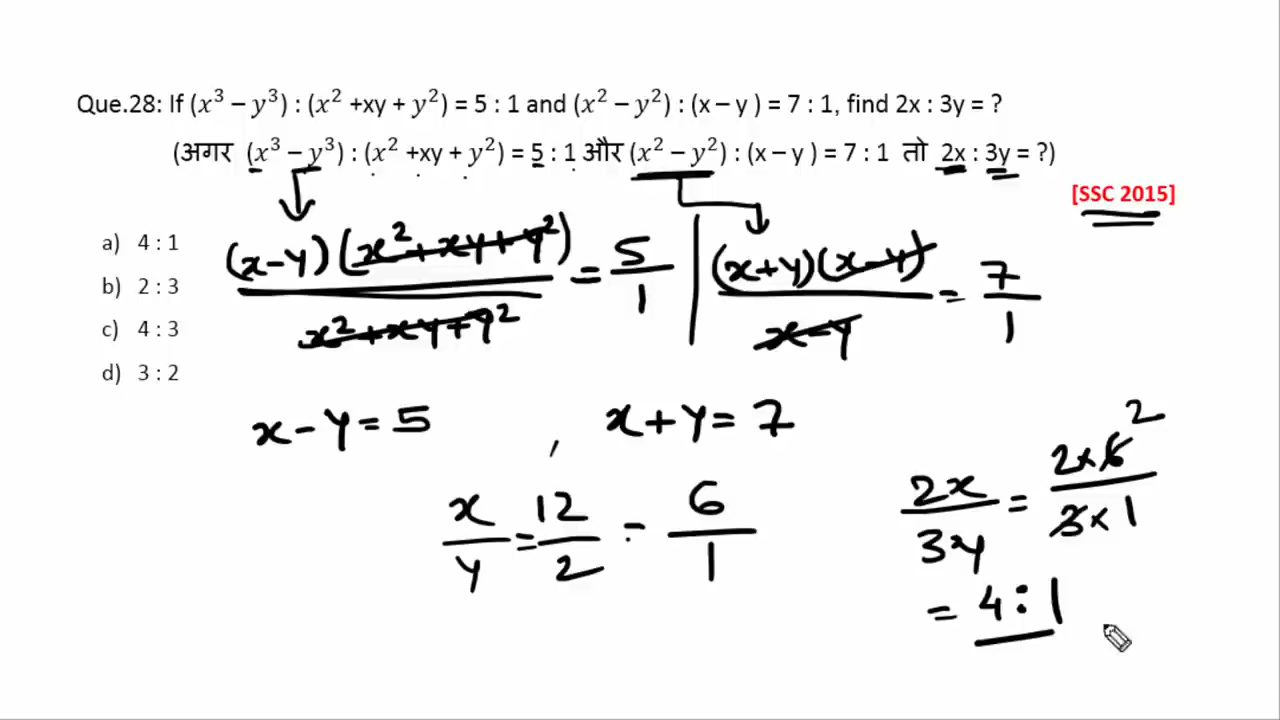 Que.28: If (x³ – y³) : (x² +xy + y²) = 5 : 1 and (x² – y²) : (x – y ) = 7 : 1, find 2x : 3y = ?
(अगर (x³ – y³) : (x² +xy + y²) = 5 : 1 और (x² – y²) : (x – y ) = 7 : 1 तो 2x : 3y = ?)
[SSC 2015]
a) 4 : 1
b) 2 : 3
c) 4 : 3
d) 3 : 2
(x-y)(x²+xy+y²)/x²+xy+y² = 5/1 | (x+y)(x-y)/x-y = 7/1
x-y=5 , x+y=7
x/y = 12/2 = 6/1
2x/3y = 2×6 2/3×1
= 4:1